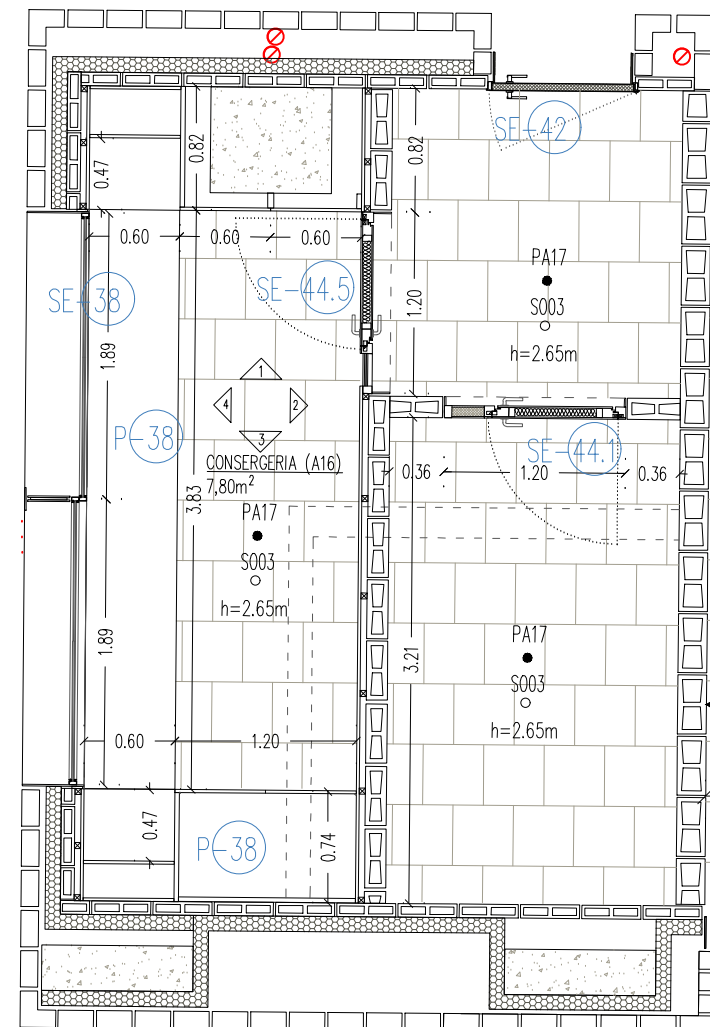 SE-42
0.82
0.82
0.47
0.60
0.60
0.60
PA17
SE-44.5
SE-38
S003
1.20
h=2.65m
1.89
1
4
2
3
P-38
SE-44.1
CONSERGERIA (A16)
7,80m²
0.36
1.20
0.36
3.83
PA17
S003
h=2.65m
1.89
3.21
PA17
S003
h=2.65m
0.60
1.20
0.47
P-38
0.74